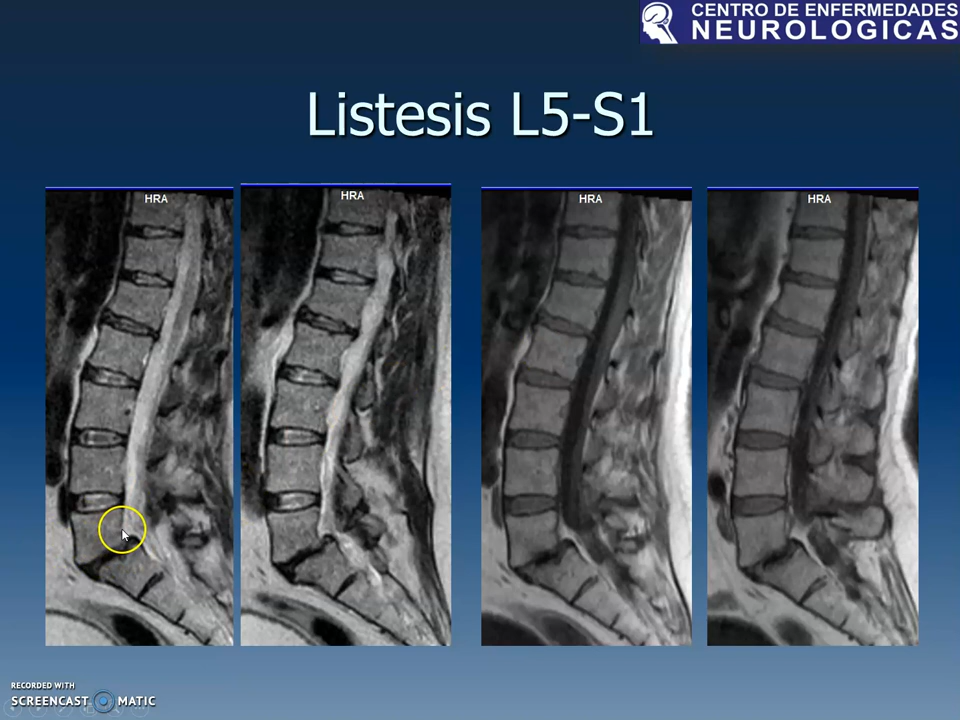 CENTRO DE ENFERMEDADES
NEUROLOGICAS
Listesis L5-S1
HRA
HRA
HRA
HRA
RECORDED WITH
SCREENCAST MATIC